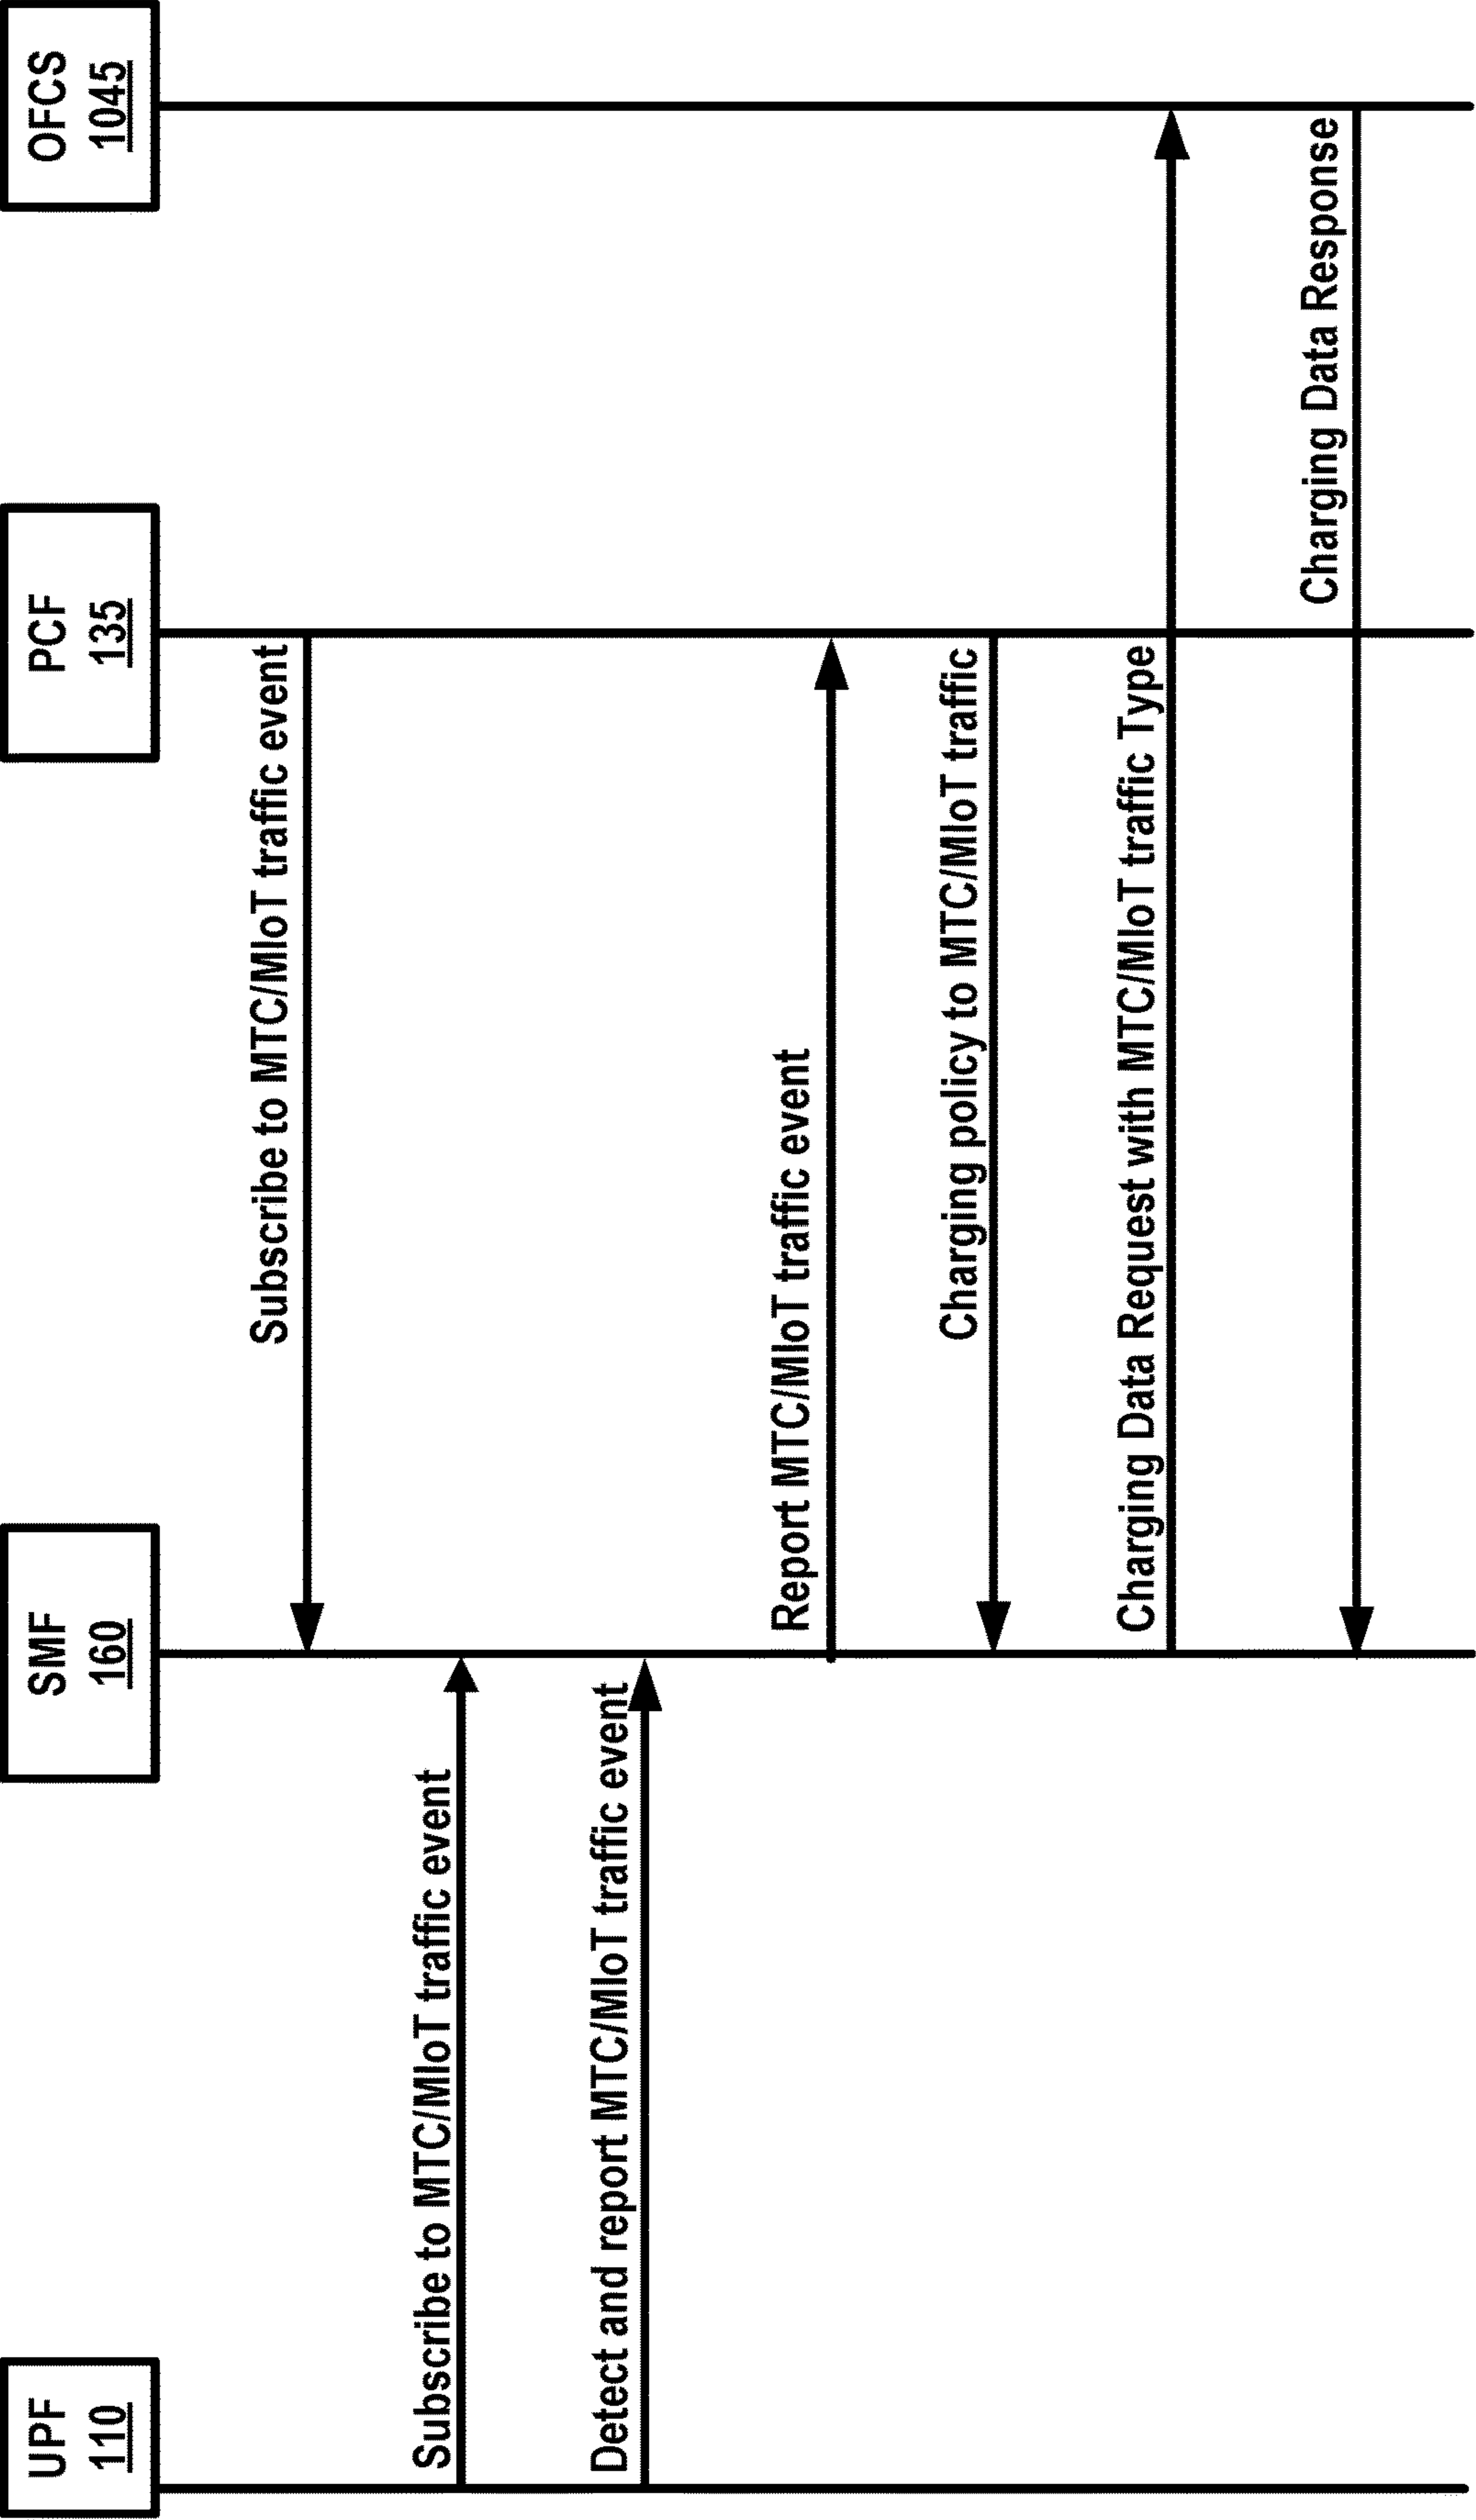 UPF
110
SMF
160
PCF
135
OFCS
1045
Subscribe to MTC/MIoT traffic event
Subscribe to MTC/MIoT traffic event
Detect and report MTC/MIoT traffic event
Report MTC/MIoT traffic event
Charging policy to MTC/MIoT traffic
Charging Data Request with MTC/MIoT traffic Type
Charging Data Response